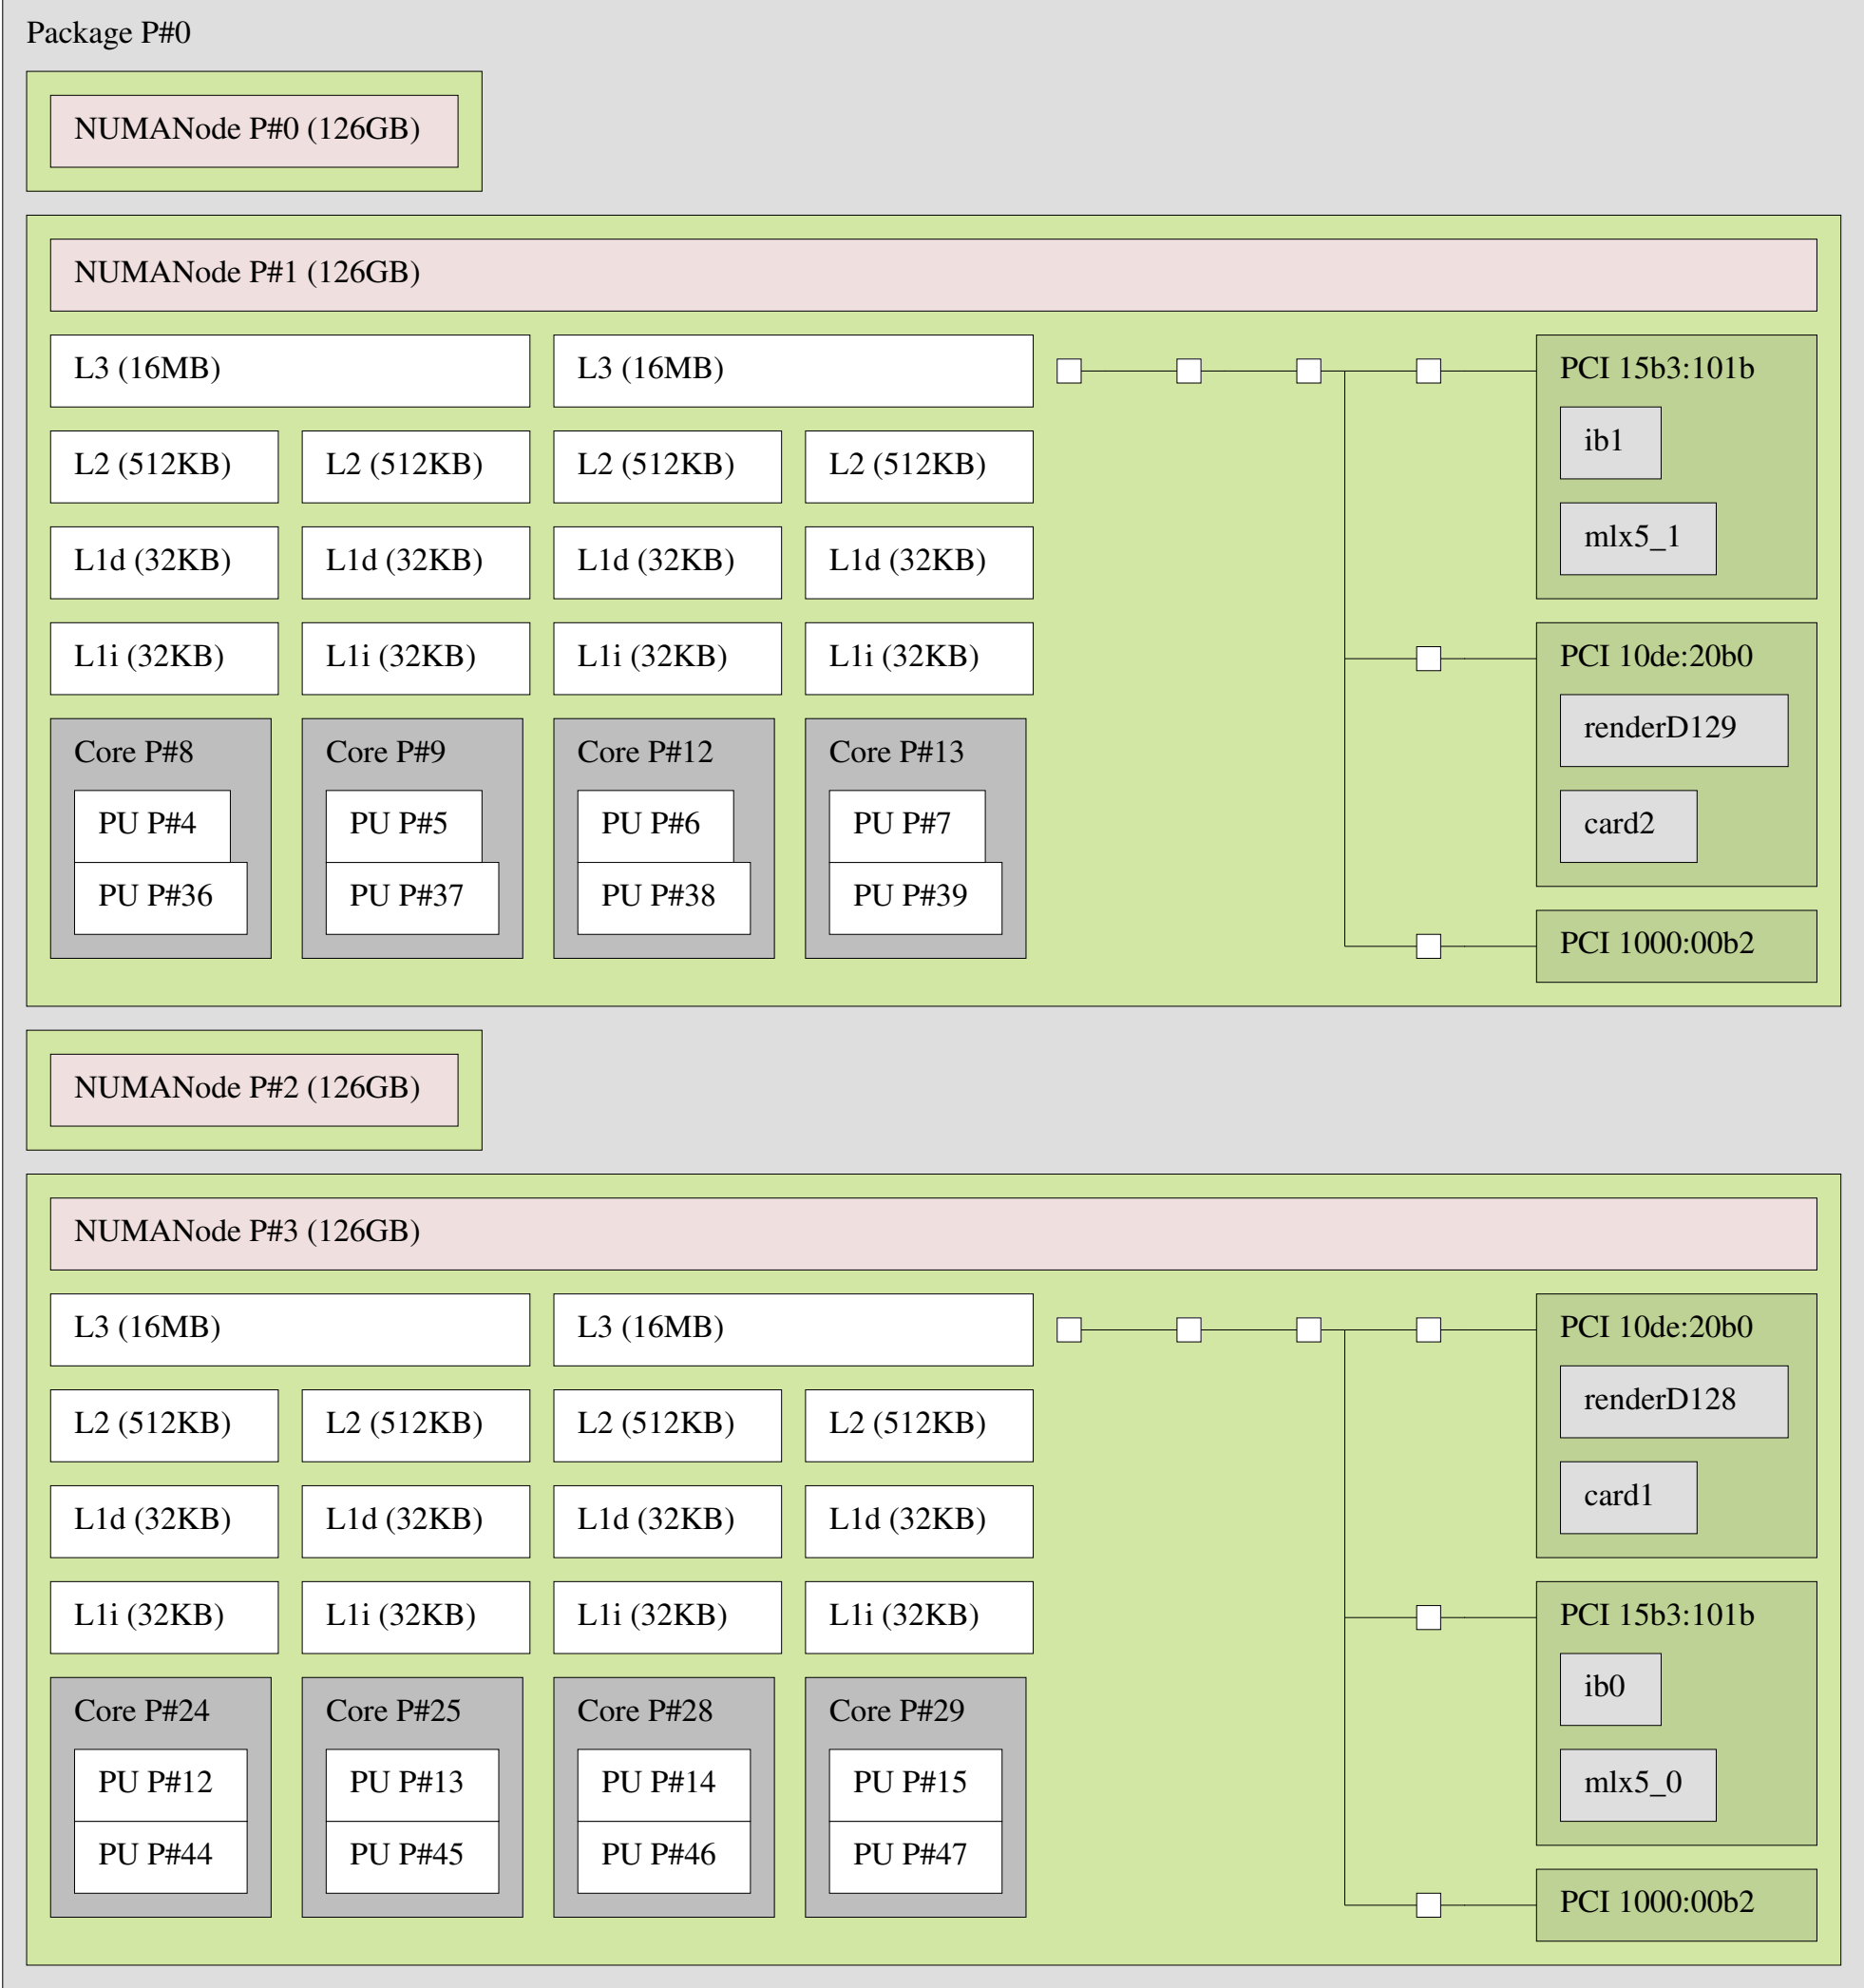 Package P#0
NUMANode P#0 (126GB)
NUMANode P#1 (126GB)
L3 (16MB) L3 (16MB) PCI 15b3:101b
ib1
L2 (512KB) L2 (512KB) L2 (512KB) L2 (512KB)
mlx5_1
L1d (32KB) L1d (32KB) L1d (32KB) L1d (32KB)
L1i (32KB) L1i (32KB) L1i (32KB) L1i (32KB) PCI 10de:20b0
renderD129
Core P#8 Core P#9 Core P#12 Core P#13
PU P#4 PU P#5 PU P#6 PU P#7 card2
PU P#36 PU P#37 PU P#38 PU P#39
PCI 1000:00b2
NUMANode P#2 (126GB)
NUMANode P#3 (126GB)
L3 (16MB) L3 (16MB) PCI 10de:20b0
renderD128
L2 (512KB) L2 (512KB) L2 (512KB) L2 (512KB)
card1
L1d (32KB) L1d (32KB) L1d (32KB) L1d (32KB)
L1i (32KB) L1i (32KB) L1i (32KB) L1i (32KB) PCI 15b3:101b
ib0
Core P#24 Core P#25 Core P#28 Core P#29
PU P#12 PU P#13 PU P#14 PU P#15 mlx5_0
PU P#44 PU P#45 PU P#46 PU P#47
PCI 1000:00b2